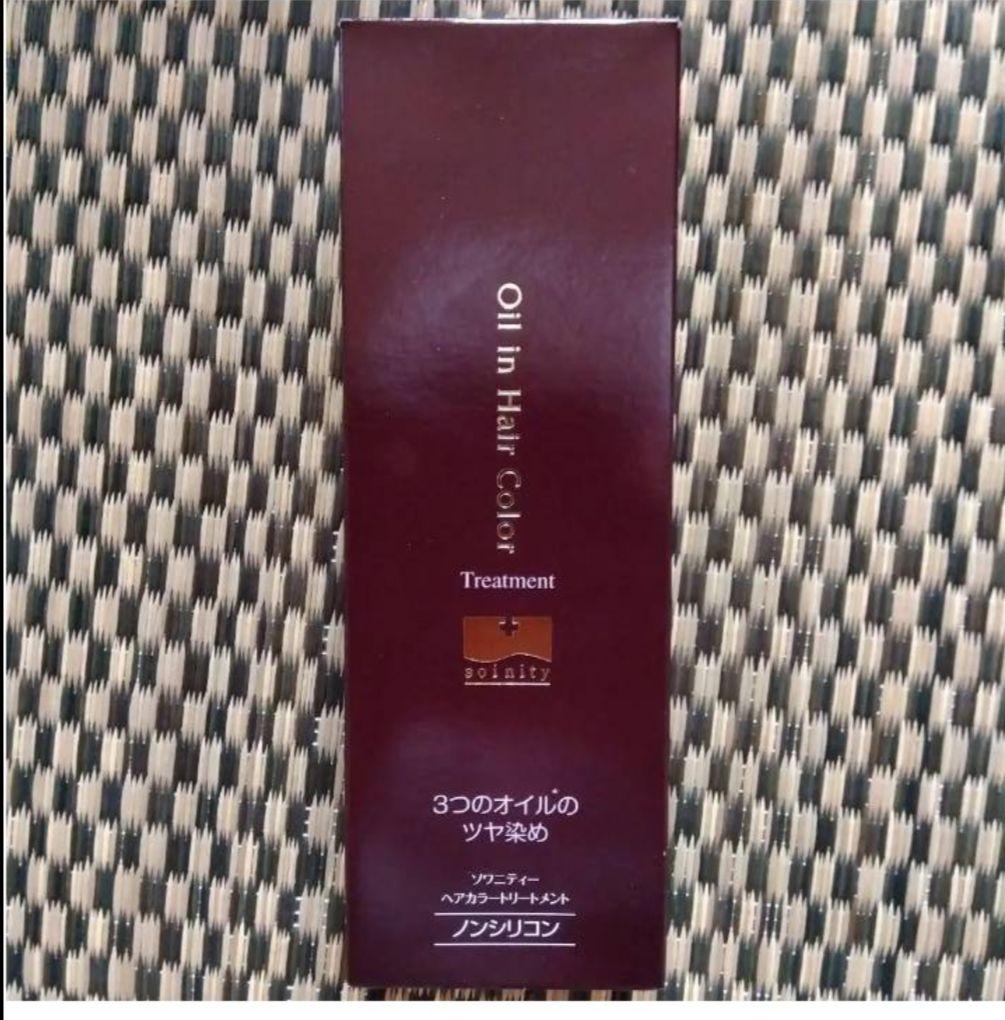 Oil in Hair Color
Treatment
soinity
3つのオイル*の
ツヤ染め
ソワニティー
ヘアカラートリートメント
ノンシリコン